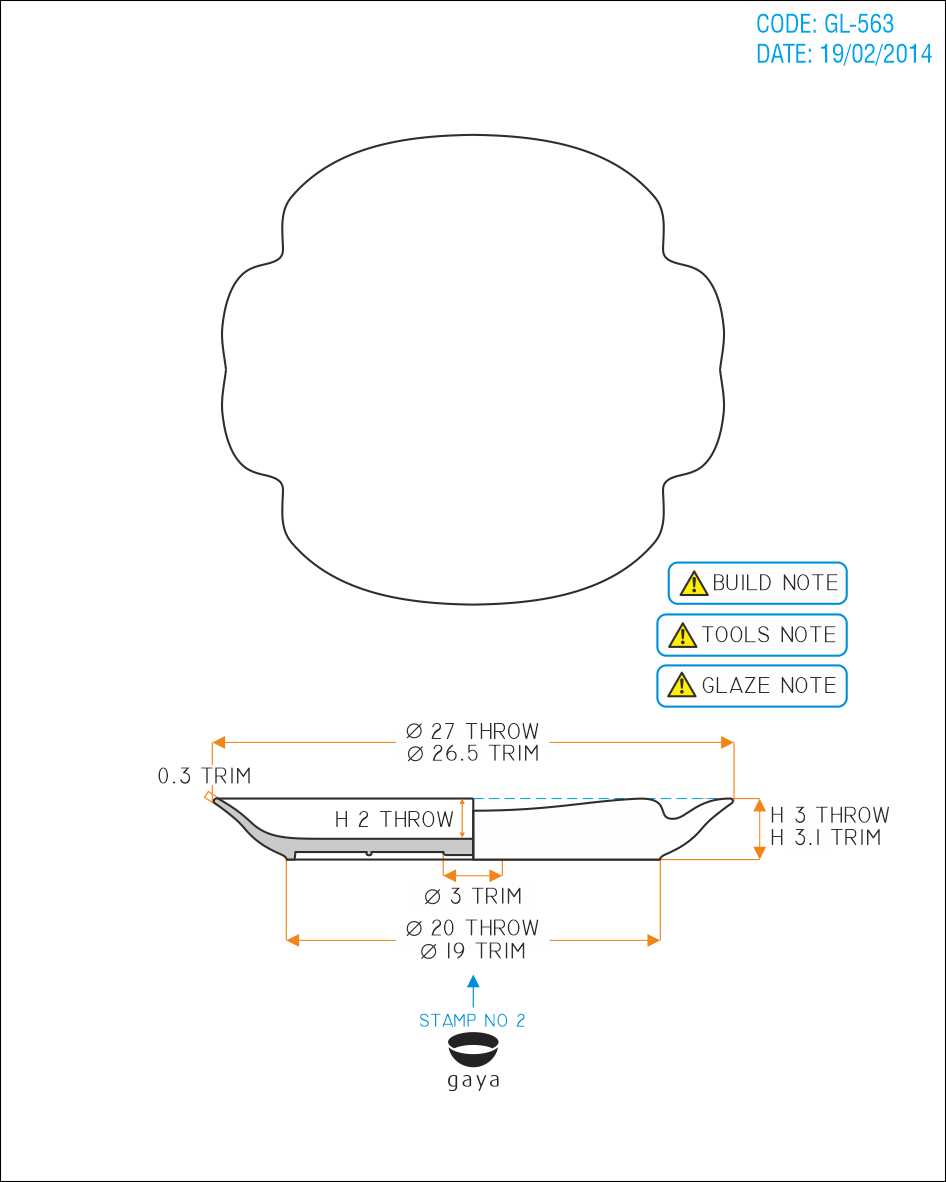 CODE: GL-563
DATE: 19/02/2014
BUILD NOTE
TOOLS NOTE
GLAZE NOTE
Ø 27 THROW
Ø 26.5 TRIM
0.3 TRIM
H 2 THROW
H 3 THROW
H 3.1 TRIM
Ø 3 TRIM
Ø 20 THROW
Ø 19 TRIM
STAMP NO 2
gaya